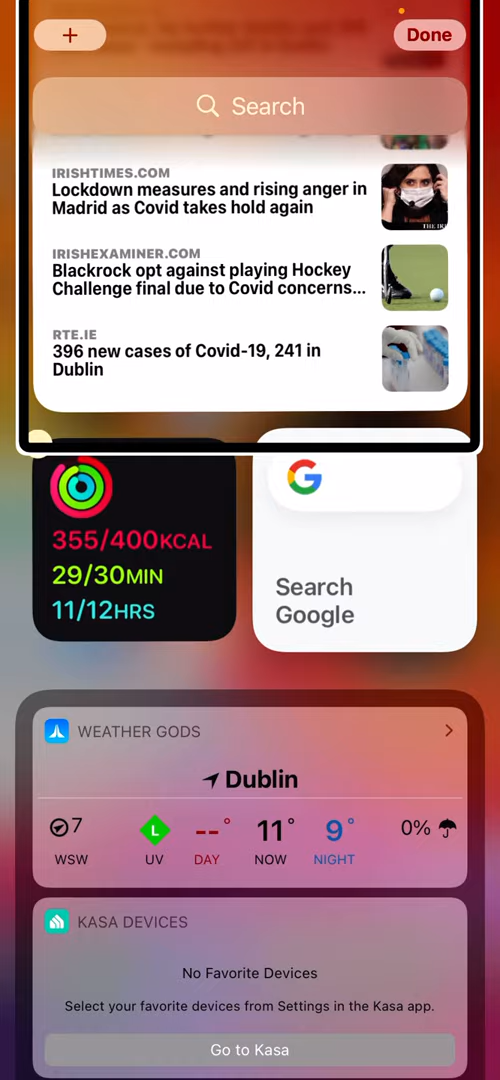 +
Done
Search
IRISHTIMES.COM
Lockdown measures and rising anger in
Madrid as Covid takes hold again
THE IR
IRISHEXAMINER.COM
Blackrock opt against playing Hockey
Challenge final due to Covid concerns...
RTE.IE
396 new cases of Covid-19, 241 in
Dublin
355/400KCAL
29/30MIN
11/12HRS
G
Search
Google
WEATHER GODS
Dublin
7
L
--°
11°
9°
0%
WSW
UV
DAY
NOW
NIGHT
KASA DEVICES
No Favorite Devices
Select your favorite devices from Settings in the Kasa app.
Go to Kasa